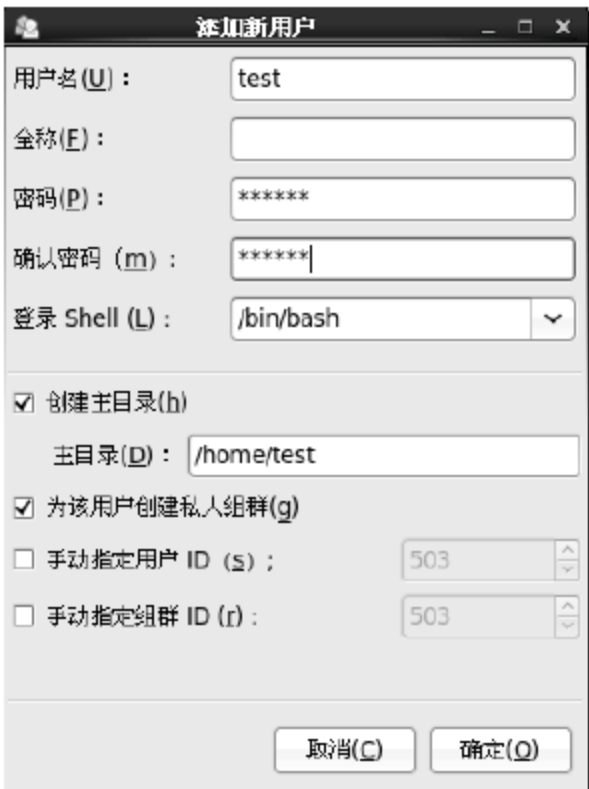 添加新用户
用户名(U)： test
全称(F)：
密码(P)： ******
确认密码（m）： ******
登录 Shell (L)： /bin/bash
创建主目录(h)
主目录(D)： /home/test
为该用户创建私人组群(g)
手动指定用户 ID（s）； 503
手动指定组群 ID (r)： 503
取消(C) 确定(O)